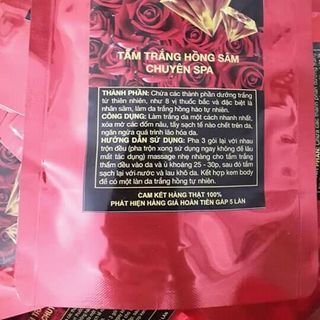 TẮM TRẮNG HỒNG SÂM
CHUYÊN SPA
THÀNH PHẦN: Chứa các thành phần dưỡng trắng
từ thiên nhiên, như 8 vị thuốc bắc và đặc biệt là
nhân sâm, làm da trắng hồng hào tự nhiên.
CÔNG DỤNG: Làm trắng da một cách nhanh nhất,
xóa mờ các đốm nâu, tẩy sạch tế nào chết trên da,
ngăn ngừa quá trình lão hóa da.
HƯỚNG DẪN SỬ DỤNG: Pha 3 gói lại với nhau
trộn đều (pha trộn xong sử dụng ngay không để lâu
mất tác dụng) massage nhẹ nhàng cho tắm trắng
thẩm đều vào da và ủ khoảng 25 - 30p, sau đó tắm
sạch lại với nước và lau khô da. Kết hợp kem body
để có một làn da trắng hồng tự nhiên.
CAM KẾT HÀNG THẬT 100%
PHÁT HIỆN HÀNG GIẢ HOÀN TIỀN GẤP 5 LẦN